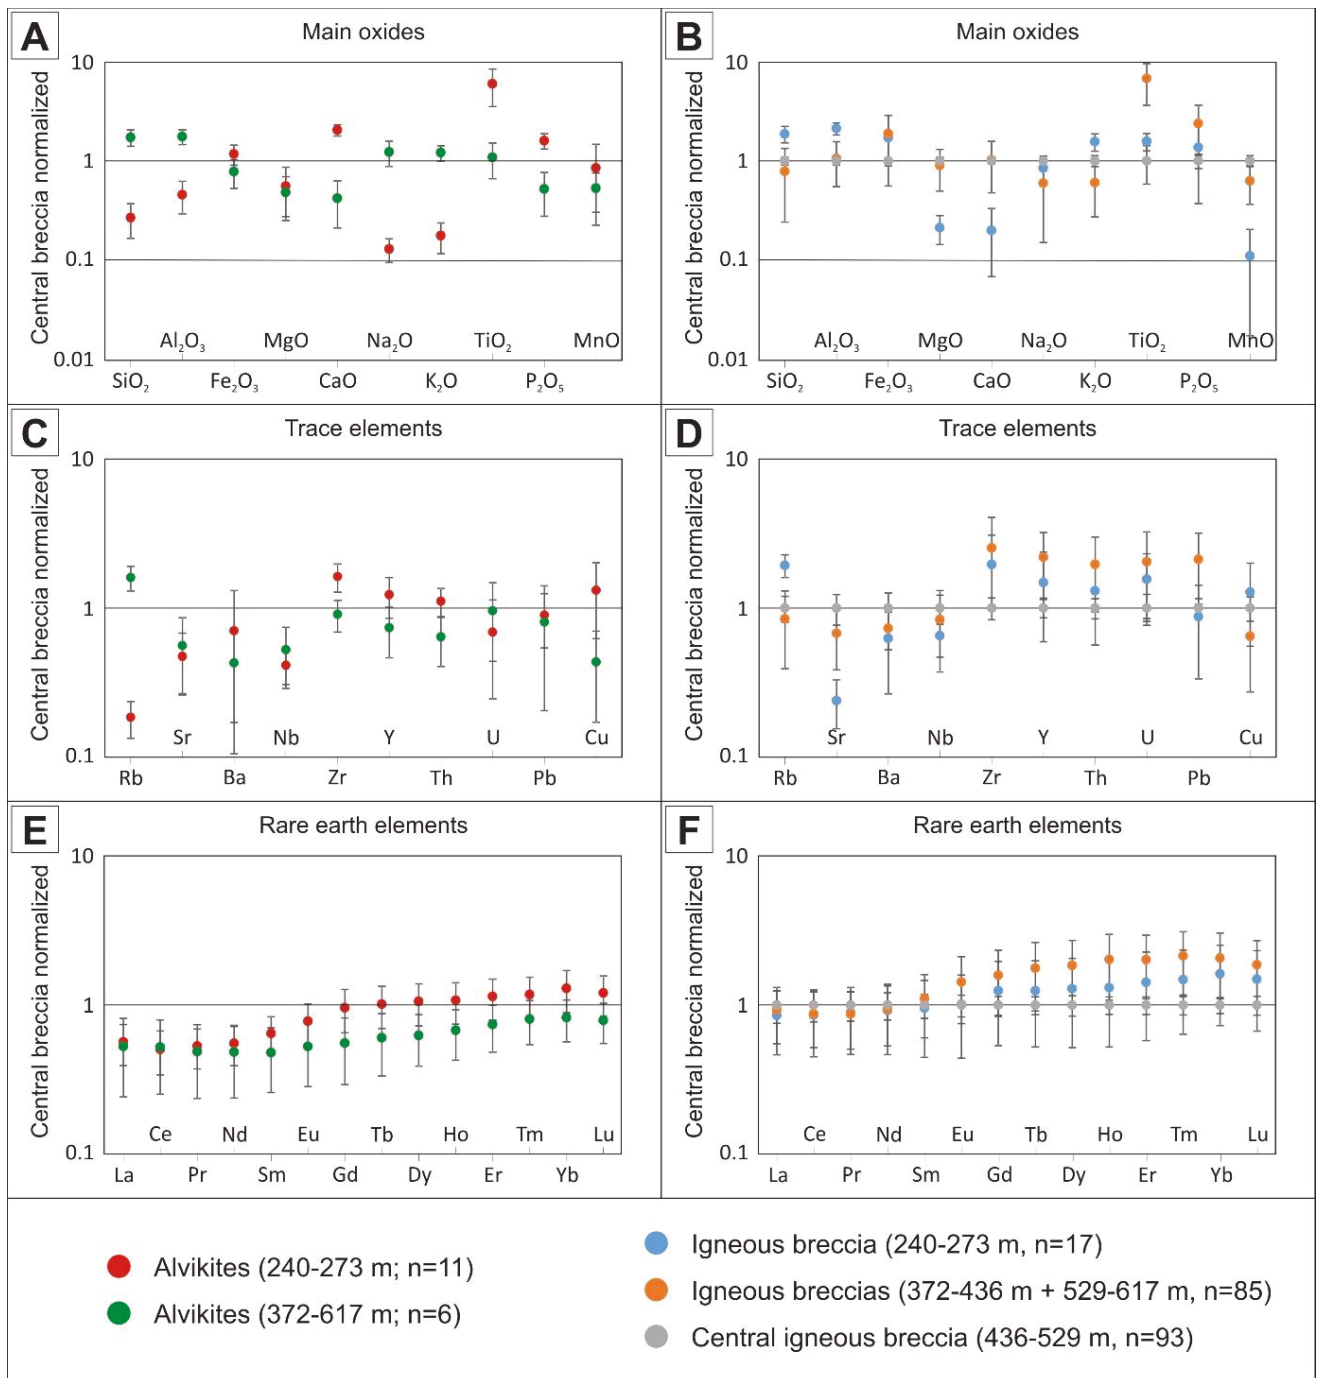 A
Main oxides
Central breccia normalized
10
1
0.1
0.01
Al₂O₃ MgO Na₂O TiO₂ MnO
SiO₂ Fe₂O₃ CaO K₂O P₂O₅
B
Main oxides
Central breccia normalized
10
1
0.1
0.01
Al₂O₃ MgO Na₂O TiO₂ MnO
SiO₂ Fe₂O₃ CaO K₂O P₂O₅
C
Trace elements
Central breccia normalized
10
1
0.1
Sr Nb Y U Cu
Rb Ba Zr Th Pb
D
Trace elements
Central breccia normalized
10
1
0.1
Sr Nb Y U Cu
Rb Ba Zr Th Pb
E
Rare earth elements
Central breccia normalized
10
1
0.1
Ce Nd Eu Tb Ho Tm Lu
La Pr Sm Gd Dy Er Yb
F
Rare earth elements
Central breccia normalized
10
1
0.1
Ce Nd Eu Tb Ho Tm Lu
La Pr Sm Gd Dy Er Yb
Alvikites (240-273 m; n=11)
Alvikites (372-617 m; n=6)
Igneous breccia (240-273 m, n=17)
Igneous breccias (372-436 m + 529-617 m, n=85)
Central igneous breccia (436-529 m, n=93)